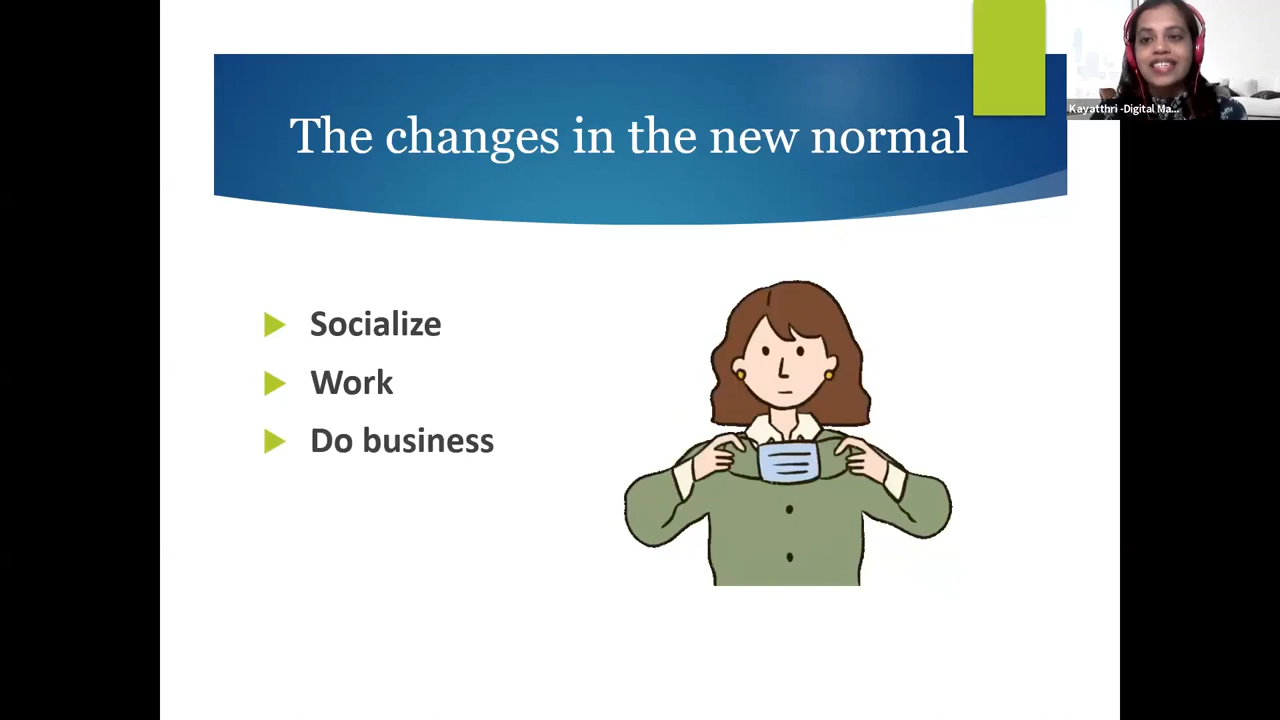 The changes in the new normal
Kayatthri -Digital Ma...
Socialize
Work
Do business